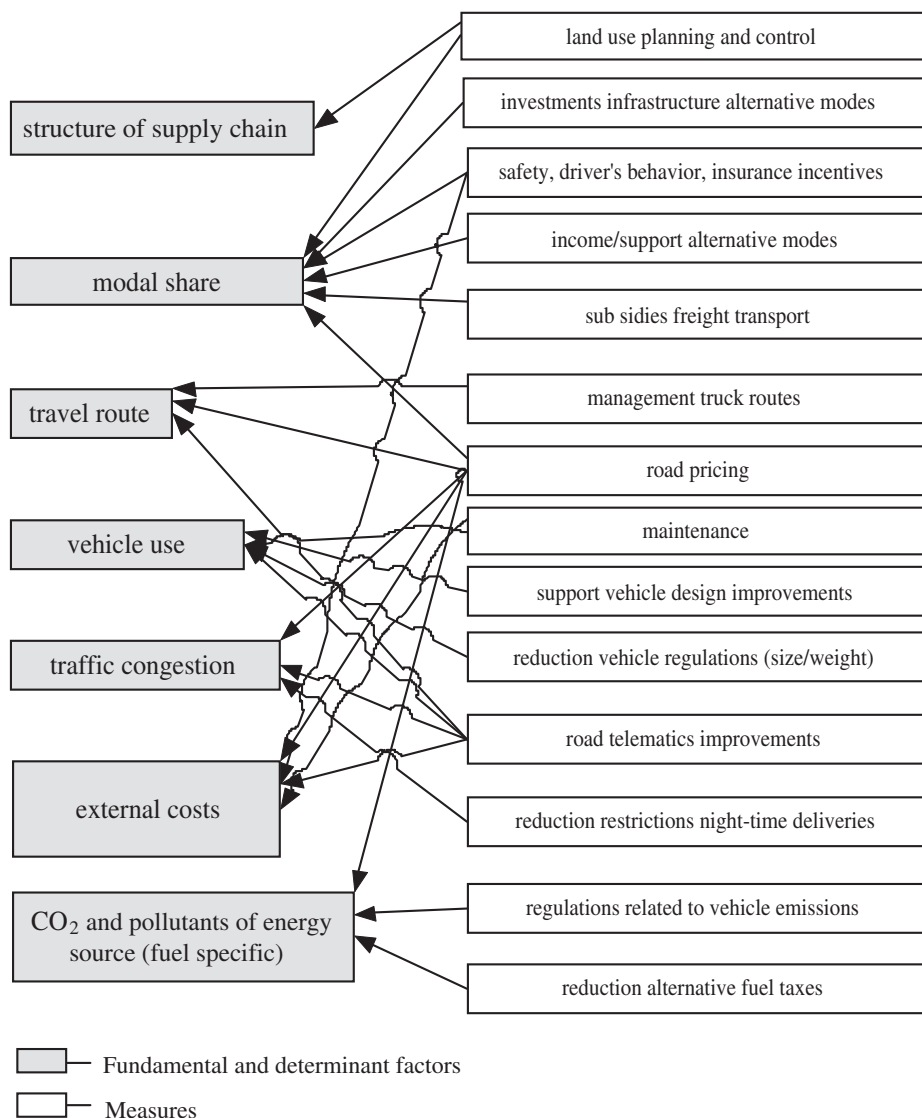 land use planning and control
investments infrastructure alternative modes
structure of supply chain
safety, driver's behavior, insurance incentives
income/support alternative modes
modal share
sub sidies freight transport
management truck routes
travel route
road pricing
maintenance
vehicle use
support vehicle design improvements
reduction vehicle regulations (size/weight)
traffic congestion
road telematics improvements
external costs
reduction restrictions night-time deliveries
CO₂ and pollutants of energy
source (fuel specific)
regulations related to vehicle emissions
reduction alternative fuel taxes
Fundamental and determinant factors
Measures